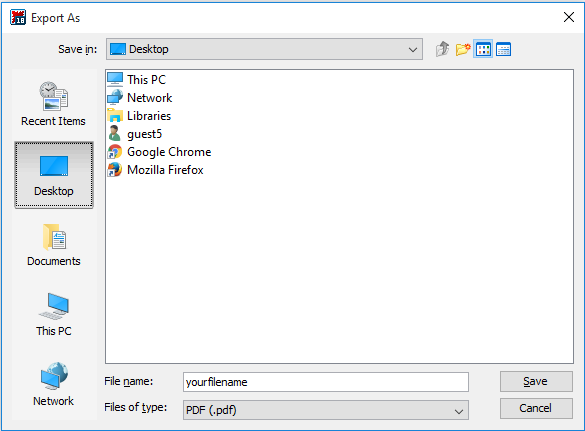 Export As
Save in: Desktop
This PC
Network
Libraries
guest5
Google Chrome
Mozilla Firefox
Recent Items
Desktop
Documents
This PC
Network
File name: yourfilename Save
Files of type: PDF (.pdf) Cancel